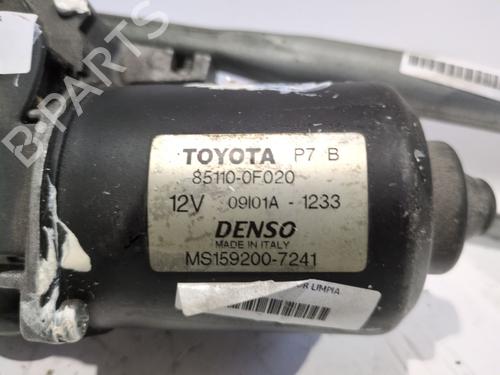 B-PARTS
TOYOTA P7 B
85110-0F020
12V 09I01A - 1233
DENSO
MADE IN ITALY
MS159200-7241
LIMPIA